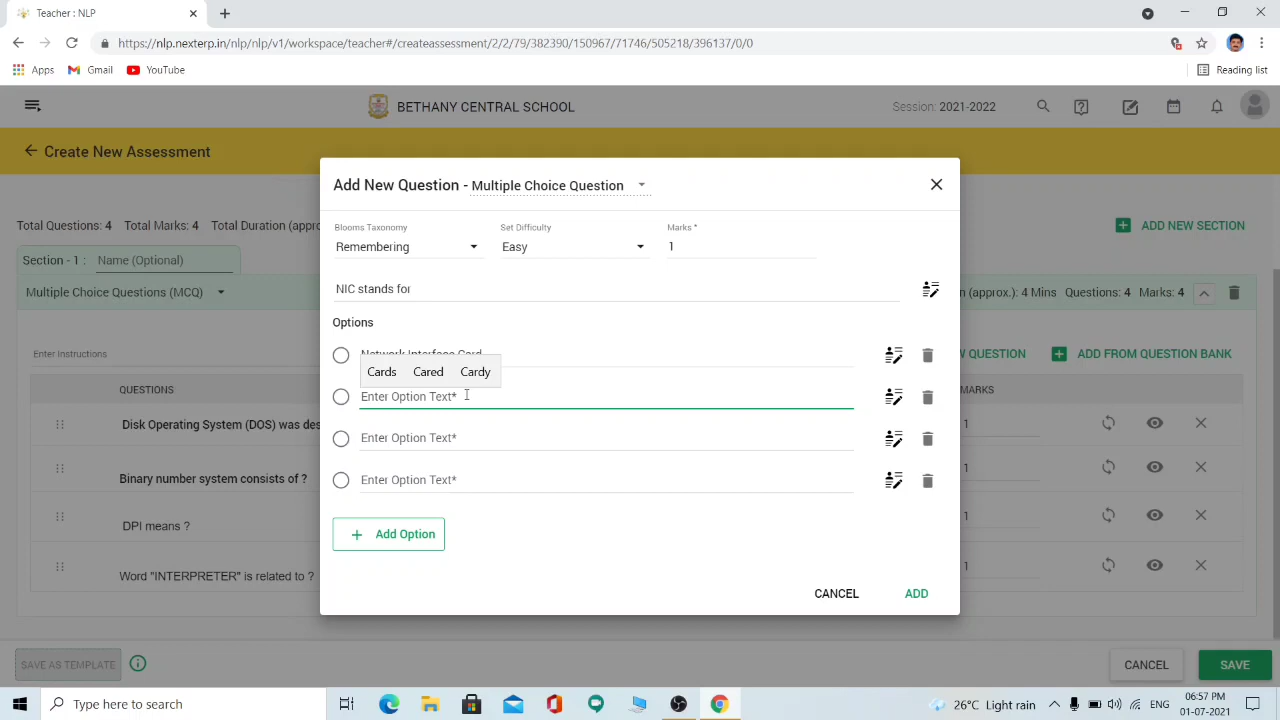 Teacher : NLP
https://nlp.nexterp.in/nlp/nlp/v1/workspace/teacher#/createassessment/2/2/79/382390/150967/71746/505218/396137/0/0
Apps Gmail YouTube Reading list
BETHANY CENTRAL SCHOOL Session: 2021-2022
Create New Assessment
Add New Question - Multiple Choice Question
Total Questions: 4 Total Marks: 4 Total Duration (appro ADD NEW SECTION
Blooms Taxonomy Set Difficulty Marks *
Remembering Easy 1
Section - 1 : Name (Optional)
Multiple Choice Questions (MCQ) n (approx.): 4 Mins Questions: 4 Marks: 4
NIC stands for
Options
Enter Instructions W QUESTION ADD FROM QUESTION BANK
Network Interface Card
Cards Cared Cardy
QUESTIONS MARKS
Enter Option Text*
Disk Operating System (DOS) was des 1
Enter Option Text*
Binary number system consists of ? 1
Enter Option Text*
DPI means ? 1
Add Option
Word "INTERPRETER" is related to ? 1
CANCEL ADD
SAVE AS TEMPLATE CANCEL SAVE
Type here to search 26°C Light rain ENG 06:57 PM
01-07-2021